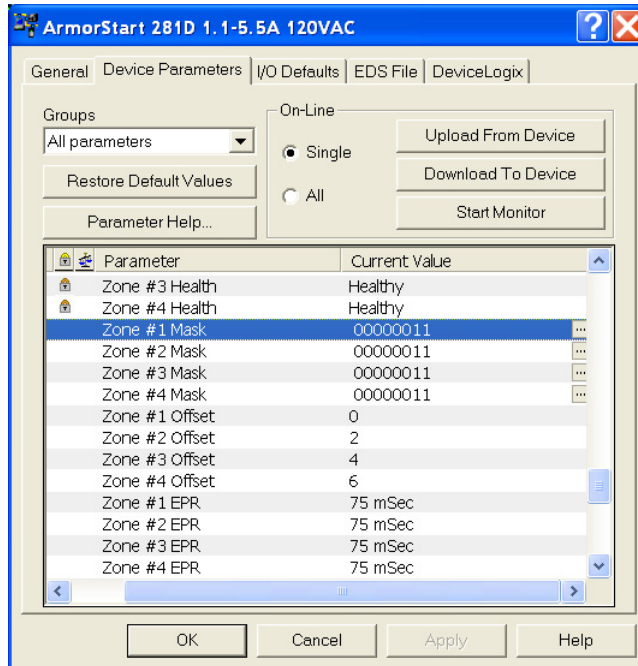 ArmorStart 281D 1.1-5.5A 120VAC
General Device Parameters I/O Defaults EDS File DeviceLogix
Groups
All parameters
Restore Default Values
Parameter Help...
On-Line
Single
All
Upload From Device
Download To Device
Start Monitor
Parameter Current Value
Zone #3 Health Healthy
Zone #4 Health Healthy
Zone #1 Mask 00000011 ...
Zone #2 Mask 00000011 ...
Zone #3 Mask 00000011 ...
Zone #4 Mask 00000011 ...
Zone #1 Offset 0
Zone #2 Offset 2
Zone #3 Offset 4
Zone #4 Offset 6
Zone #1 EPR 75 mSec
Zone #2 EPR 75 mSec
Zone #3 EPR 75 mSec
Zone #4 EPR 75 mSec
OK Cancel Apply Help